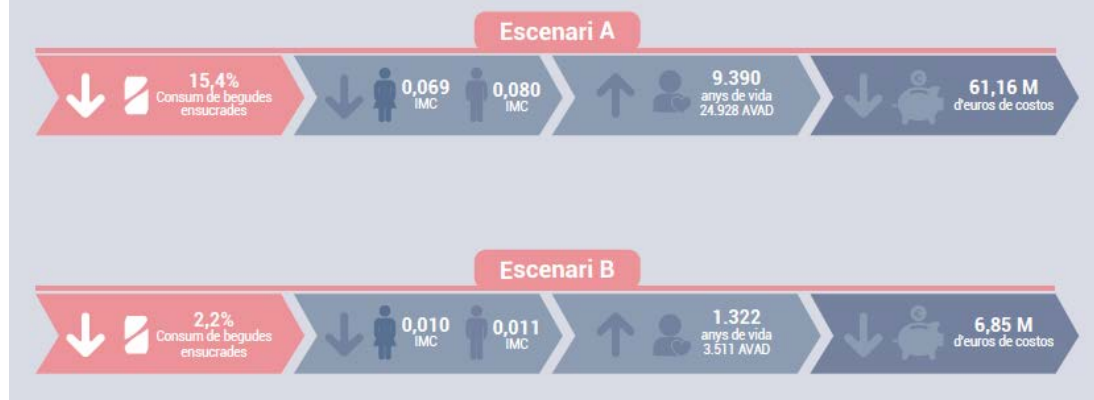 Escenari A
15,4%
Consum de begudes
ensucrades
0,069
IMC
0,080
IMC
9.390
anys de vida
24.928 AVAD
61,16 M
d'euros de costos
Escenari B
2,2%
Consum de begudes
ensucrades
0,010
IMC
0,011
IMC
1.322
anys de vida
3.511 AVAD
6,85 M
d'euros de costos